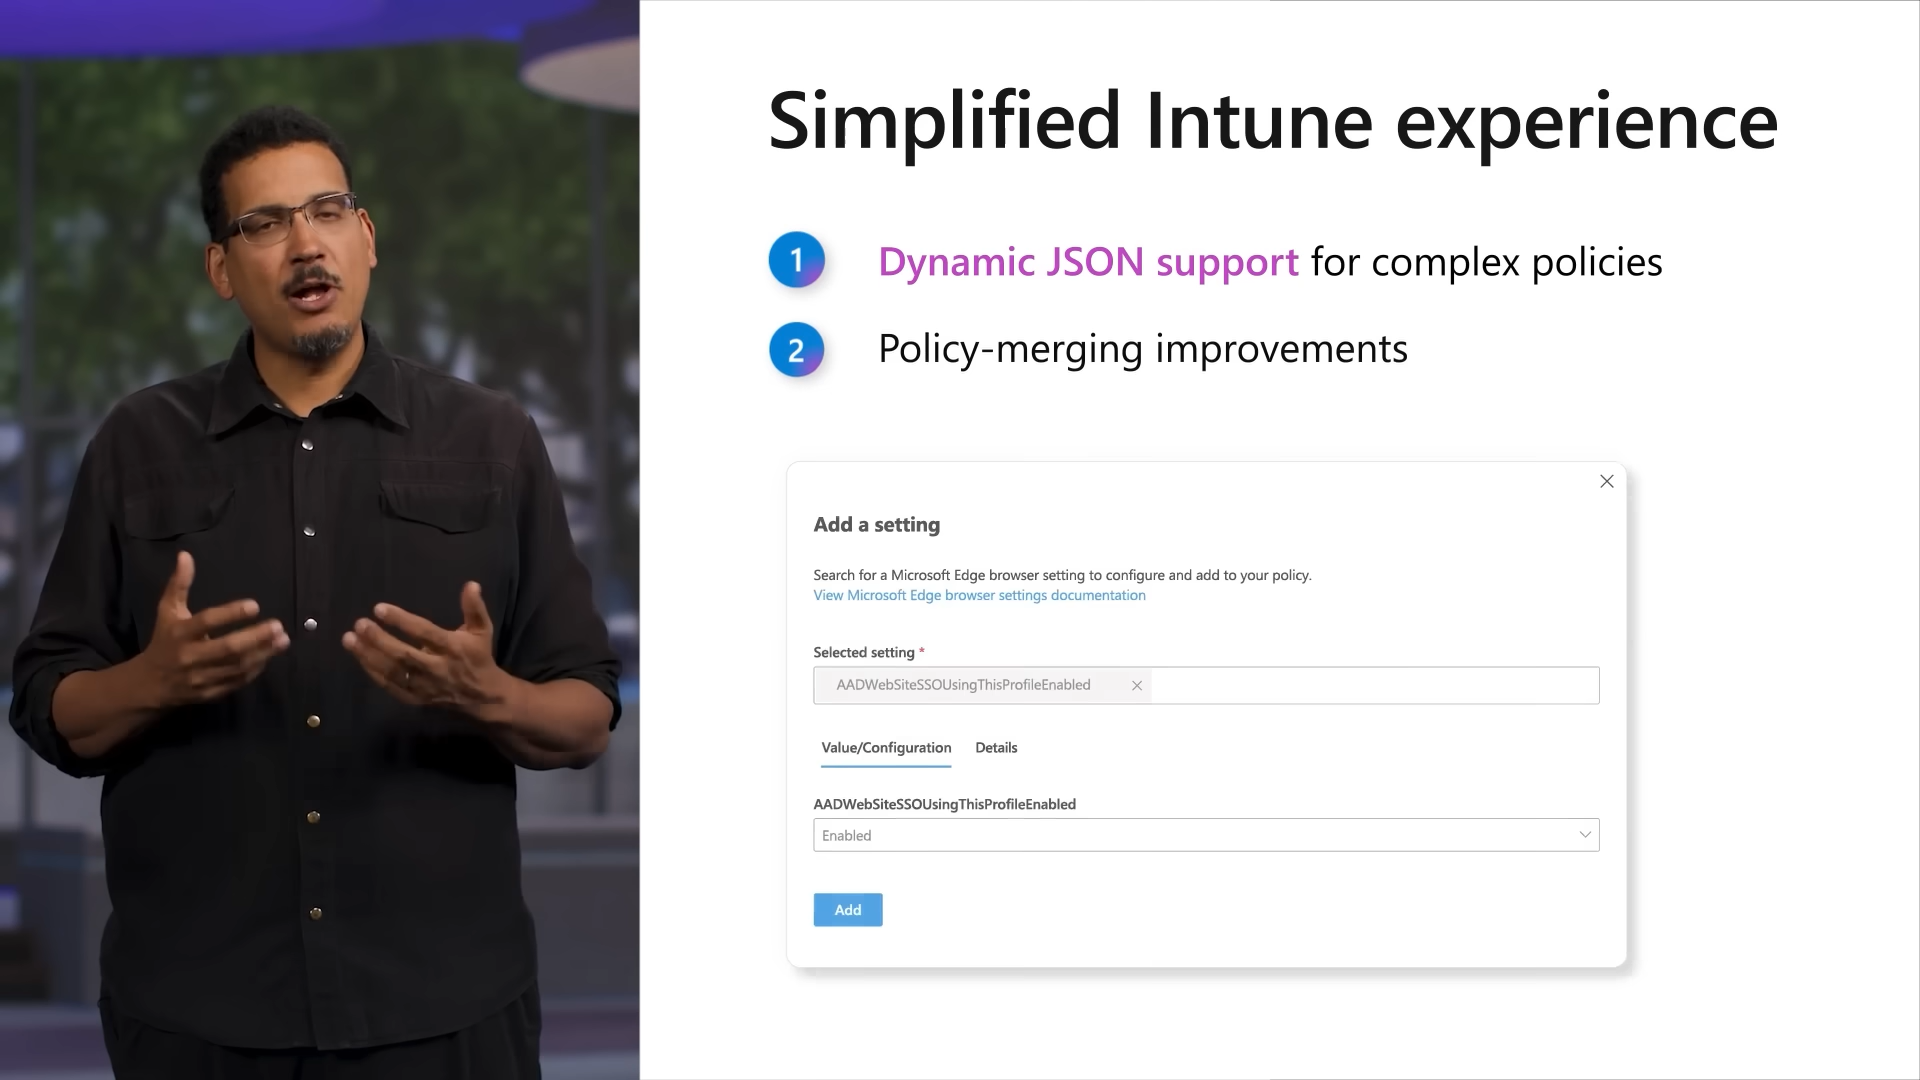 Simplified Intune experience
1 Dynamic JSON support for complex policies
2 Policy-merging improvements
Add a setting
Search for a Microsoft Edge browser setting to configure and add to your policy.
View Microsoft Edge browser settings documentation
Selected setting *
AADWebSiteSSOUsingThisProfileEnabled
Value/Configuration Details
AADWebSiteSSOUsingThisProfileEnabled
Enabled
Add